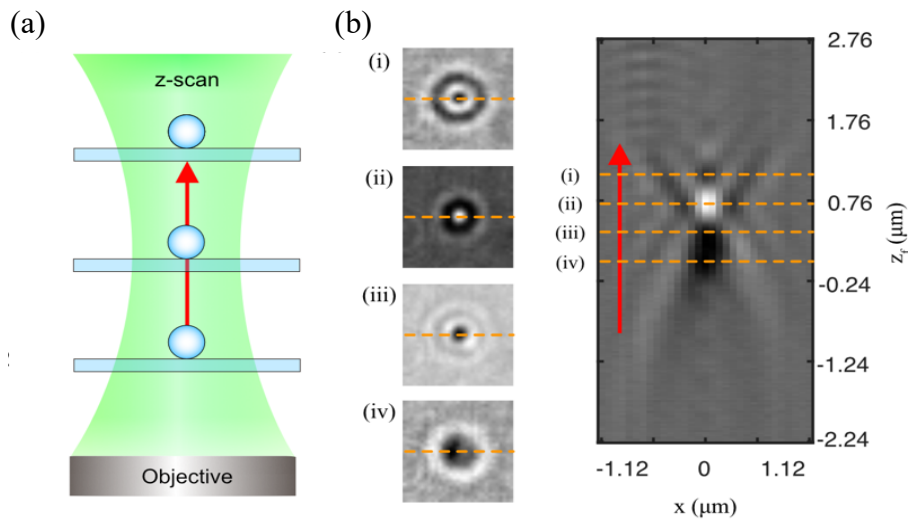 (a)
z-scan
Objective
(b)
(i)
(ii)
(iii)
(iv)
2.76
1.76
0.76
-0.24
-1.24
-2.24
(i)
(ii)
(iii)
(iv)
z_f (μm)
-1.12 0 1.12
x (μm)